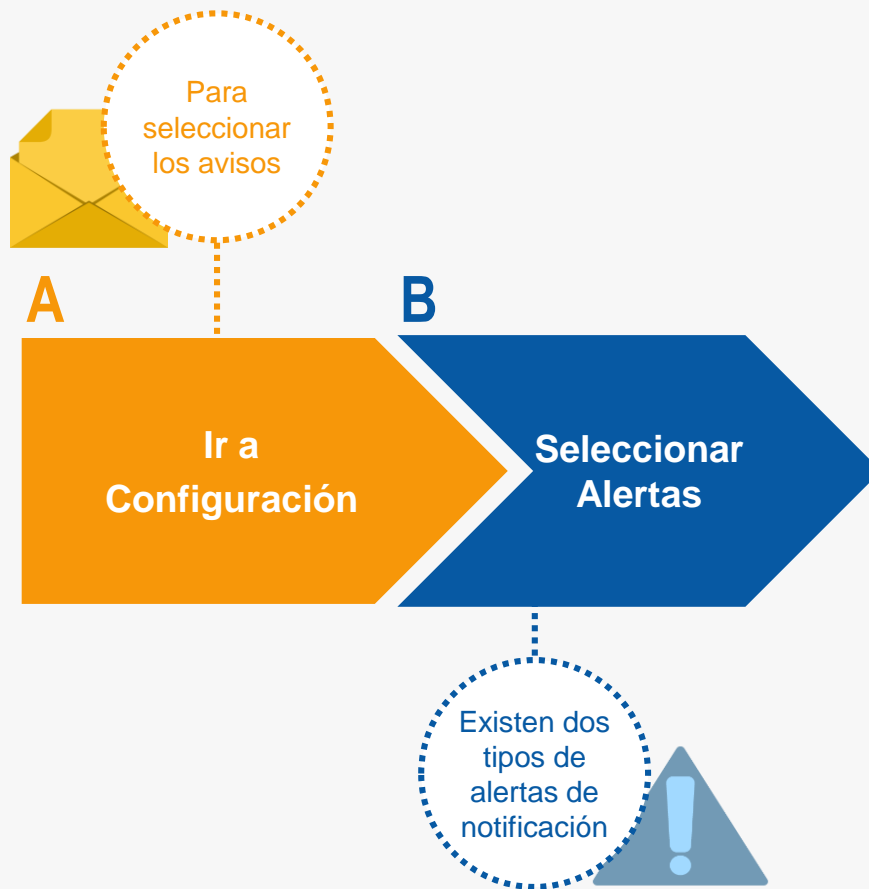 Para
seleccionar
los avisos
A
B
Ir a
Configuración
Seleccionar
Alertas
Existen dos
tipos de
alertas de
notificación